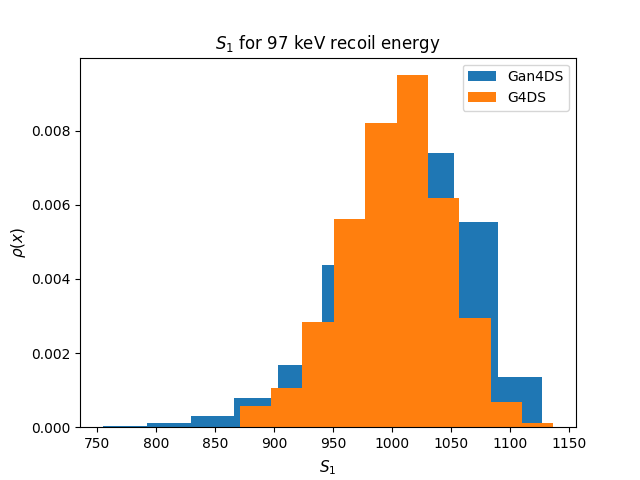 S₁ for 97 keV recoil energy
Gan4DS
G4DS
ρ(x)
0.008
0.006
0.004
0.002
0.000
750 800 850 900 950 1000 1050 1100 1150
S₁